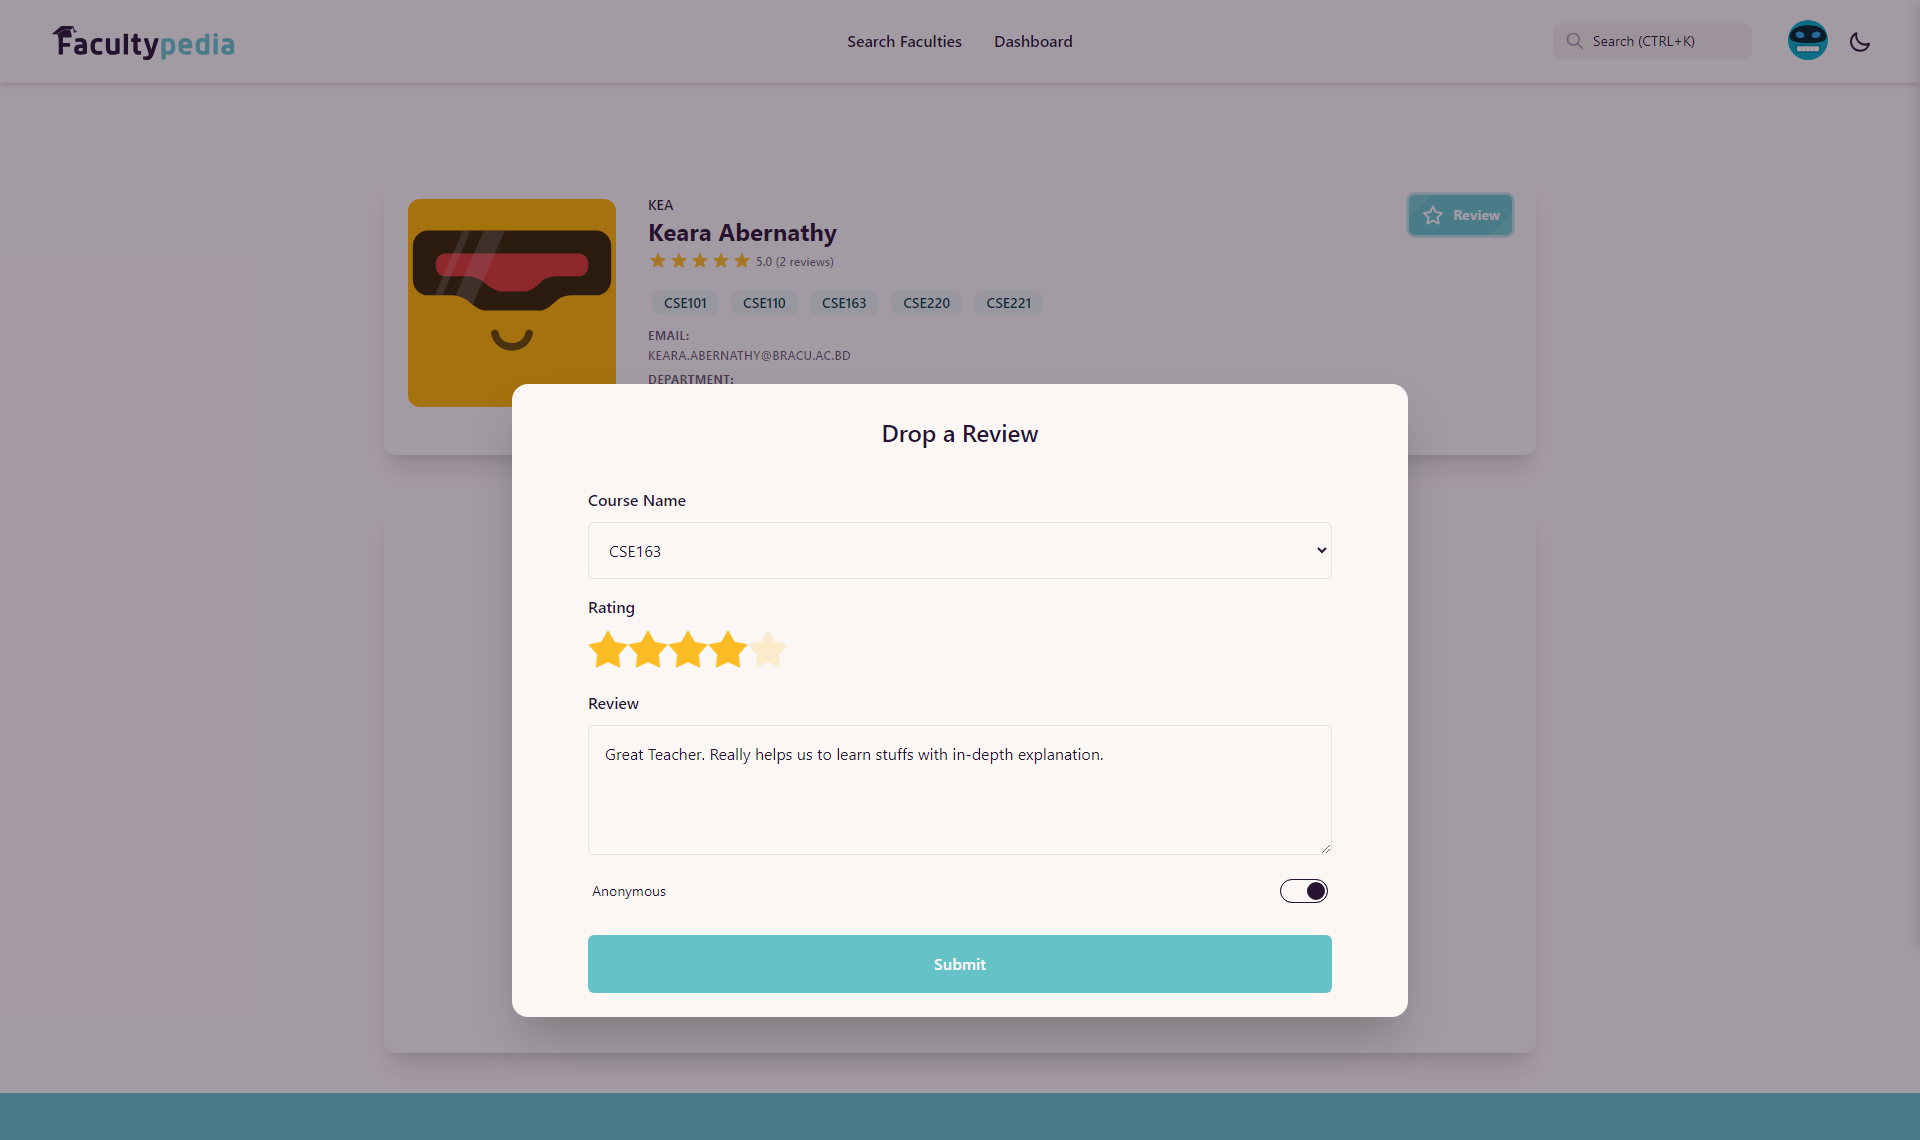 Facultypedia
Search Faculties
Dashboard
Search (CTRL+K)
KEA
Keara Abernathy
5.0 (2 reviews)
CSE101
CSE110
CSE163
CSE220
CSE221
EMAIL:
KEARA.ABERNATHY@BRACU.AC.BD
DEPARTMENT:
Review
Drop a Review
Course Name
CSE163
Rating
Review
Great Teacher. Really helps us to learn stuffs with in-depth explanation.
Anonymous
Submit